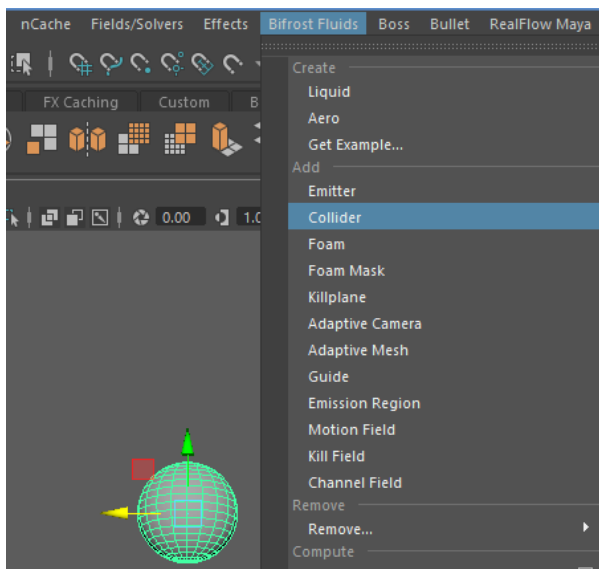 nCache Fields/Solvers Effects Bifrost Fluids Boss Bullet RealFlow Maya
Create
Liquid
FX Caching Custom B
Aero
Get Example...
Add
Emitter
Collider
0.00 1.0
Foam
Foam Mask
Killplane
Adaptive Camera
Adaptive Mesh
Guide
Emission Region
Motion Field
Kill Field
Channel Field
Remove
Remove...
Compute